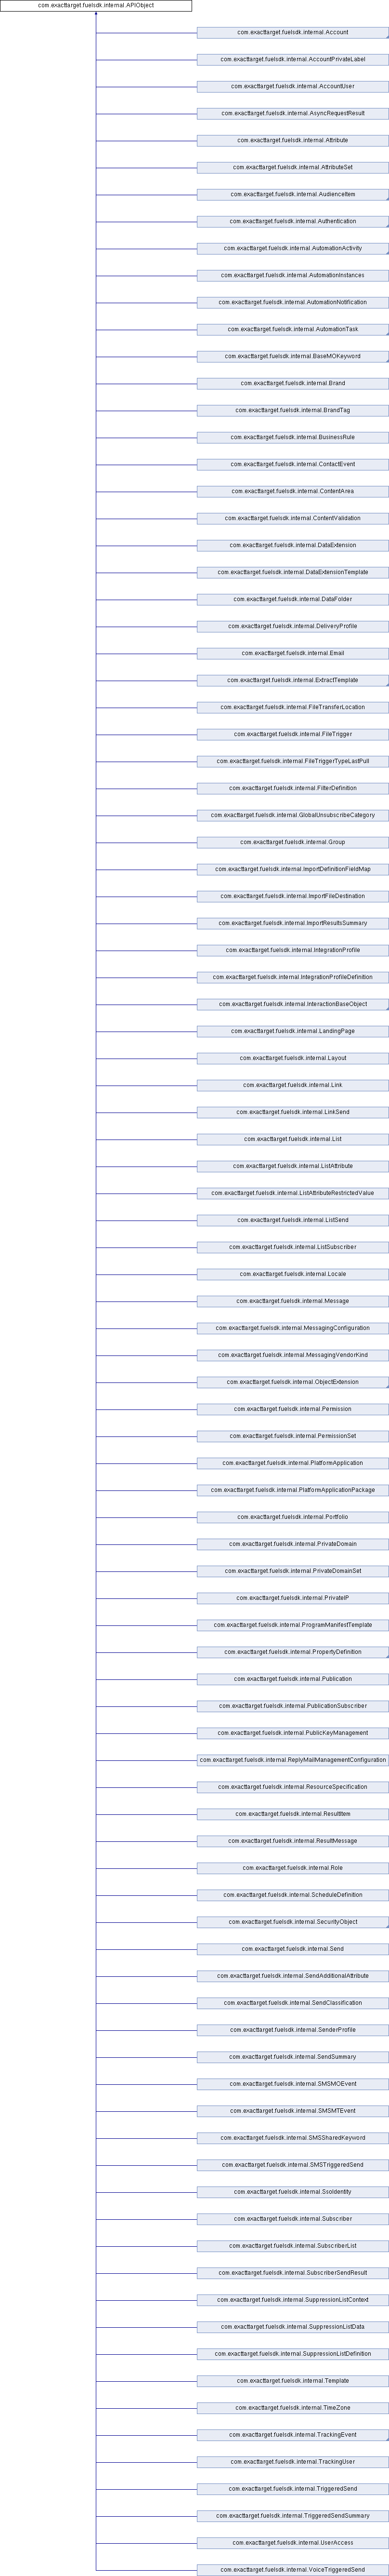 com.exacttarget.fuelsdk.internal.APIObject
com.exacttarget.fuelsdk.internal.Account
com.exacttarget.fuelsdk.internal.AccountPrivateLabel
com.exacttarget.fuelsdk.internal.AccountUser
com.exacttarget.fuelsdk.internal.AsyncRequestResult
com.exacttarget.fuelsdk.internal.Attribute
com.exacttarget.fuelsdk.internal.AttributeSet
com.exacttarget.fuelsdk.internal.AudienceItem
com.exacttarget.fuelsdk.internal.Authentication
com.exacttarget.fuelsdk.internal.AutomationActivity
com.exacttarget.fuelsdk.internal.AutomationInstances
com.exacttarget.fuelsdk.internal.AutomationNotification
com.exacttarget.fuelsdk.internal.AutomationTask
com.exacttarget.fuelsdk.internal.BaseMOKeyword
com.exacttarget.fuelsdk.internal.Brand
com.exacttarget.fuelsdk.internal.BrandTag
com.exacttarget.fuelsdk.internal.BusinessRule
com.exacttarget.fuelsdk.internal.ContactEvent
com.exacttarget.fuelsdk.internal.ContentArea
com.exacttarget.fuelsdk.internal.ContentValidation
com.exacttarget.fuelsdk.internal.DataExtension
com.exacttarget.fuelsdk.internal.DataExtensionTemplate
com.exacttarget.fuelsdk.internal.DataFolder
com.exacttarget.fuelsdk.internal.DeliveryProfile
com.exacttarget.fuelsdk.internal.Email
com.exacttarget.fuelsdk.internal.ExtractTemplate
com.exacttarget.fuelsdk.internal.FileTransferLocation
com.exacttarget.fuelsdk.internal.FileTrigger
com.exacttarget.fuelsdk.internal.FileTriggerTypeLastPull
com.exacttarget.fuelsdk.internal.FilterDefinition
com.exacttarget.fuelsdk.internal.GlobalUnsubscribeCategory
com.exacttarget.fuelsdk.internal.Group
com.exacttarget.fuelsdk.internal.ImportDefinitionFieldMap
com.exacttarget.fuelsdk.internal.ImportFileDestination
com.exacttarget.fuelsdk.internal.ImportResultsSummary
com.exacttarget.fuelsdk.internal.IntegrationProfile
com.exacttarget.fuelsdk.internal.IntegrationProfileDefinition
com.exacttarget.fuelsdk.internal.InteractionBaseObject
com.exacttarget.fuelsdk.internal.LandingPage
com.exacttarget.fuelsdk.internal.Layout
com.exacttarget.fuelsdk.internal.Link
com.exacttarget.fuelsdk.internal.LinkSend
com.exacttarget.fuelsdk.internal.List
com.exacttarget.fuelsdk.internal.ListAttribute
com.exacttarget.fuelsdk.internal.ListAttributeRestrictedValue
com.exacttarget.fuelsdk.internal.ListSend
com.exacttarget.fuelsdk.internal.ListSubscriber
com.exacttarget.fuelsdk.internal.Locale
com.exacttarget.fuelsdk.internal.Message
com.exacttarget.fuelsdk.internal.MessagingConfiguration
com.exacttarget.fuelsdk.internal.MessagingVendorKind
com.exacttarget.fuelsdk.internal.ObjectExtension
com.exacttarget.fuelsdk.internal.Permission
com.exacttarget.fuelsdk.internal.PermissionSet
com.exacttarget.fuelsdk.internal.PlatformApplication
com.exacttarget.fuelsdk.internal.PlatformApplicationPackage
com.exacttarget.fuelsdk.internal.Portfolio
com.exacttarget.fuelsdk.internal.PrivateDomain
com.exacttarget.fuelsdk.internal.PrivateDomainSet
com.exacttarget.fuelsdk.internal.PrivateIP
com.exacttarget.fuelsdk.internal.ProgramManifestTemplate
com.exacttarget.fuelsdk.internal.PropertyDefinition
com.exacttarget.fuelsdk.internal.Publication
com.exacttarget.fuelsdk.internal.PublicationSubscriber
com.exacttarget.fuelsdk.internal.PublicKeyManagement
com.exacttarget.fuelsdk.internal.ReplyMailManagementConfiguration
com.exacttarget.fuelsdk.internal.ResourceSpecification
com.exacttarget.fuelsdk.internal.ResultItem
com.exacttarget.fuelsdk.internal.ResultMessage
com.exacttarget.fuelsdk.internal.Role
com.exacttarget.fuelsdk.internal.ScheduleDefinition
com.exacttarget.fuelsdk.internal.SecurityObject
com.exacttarget.fuelsdk.internal.Send
com.exacttarget.fuelsdk.internal.SendAdditionalAttribute
com.exacttarget.fuelsdk.internal.SendClassification
com.exacttarget.fuelsdk.internal.SenderProfile
com.exacttarget.fuelsdk.internal.SendSummary
com.exacttarget.fuelsdk.internal.SMSMOEvent
com.exacttarget.fuelsdk.internal.SMSMTEvent
com.exacttarget.fuelsdk.internal.SMSSharedKeyword
com.exacttarget.fuelsdk.internal.SMSTriggeredSend
com.exacttarget.fuelsdk.internal.SsoIdentity
com.exacttarget.fuelsdk.internal.Subscriber
com.exacttarget.fuelsdk.internal.SubscriberList
com.exacttarget.fuelsdk.internal.SubscriberSendResult
com.exacttarget.fuelsdk.internal.SuppressionListContext
com.exacttarget.fuelsdk.internal.SuppressionListData
com.exacttarget.fuelsdk.internal.SuppressionListDefinition
com.exacttarget.fuelsdk.internal.Template
com.exacttarget.fuelsdk.internal.TimeZone
com.exacttarget.fuelsdk.internal.TrackingEvent
com.exacttarget.fuelsdk.internal.TrackingUser
com.exacttarget.fuelsdk.internal.TriggeredSend
com.exacttarget.fuelsdk.internal.TriggeredSendSummary
com.exacttarget.fuelsdk.internal.UserAccess
com.exacttarget.fuelsdk.internal.VoiceTriggeredSend